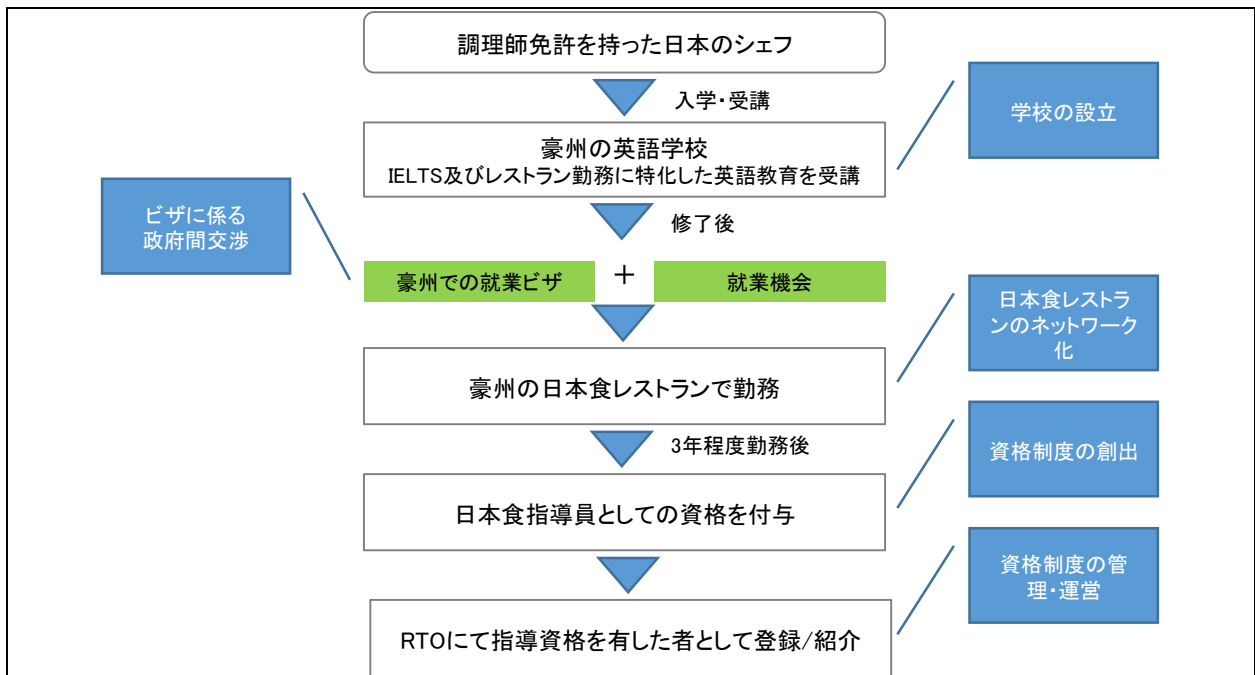 調理師免許を持った日本のシェフ
入学・受講
学校の設立
豪州の英語学校
IELTS及びレストラン勤務に特化した英語教育を受講
ビザに係る
政府間交渉
修了後
豪州での就業ビザ
+
就業機会
日本食レストラ
ンのネットワーク
化
豪州の日本食レストランで勤務
3年程度勤務後
資格制度の創出
日本食指導員としての資格を付与
資格制度の管
理・運営
RTOにて指導資格を有した者として登録/紹介